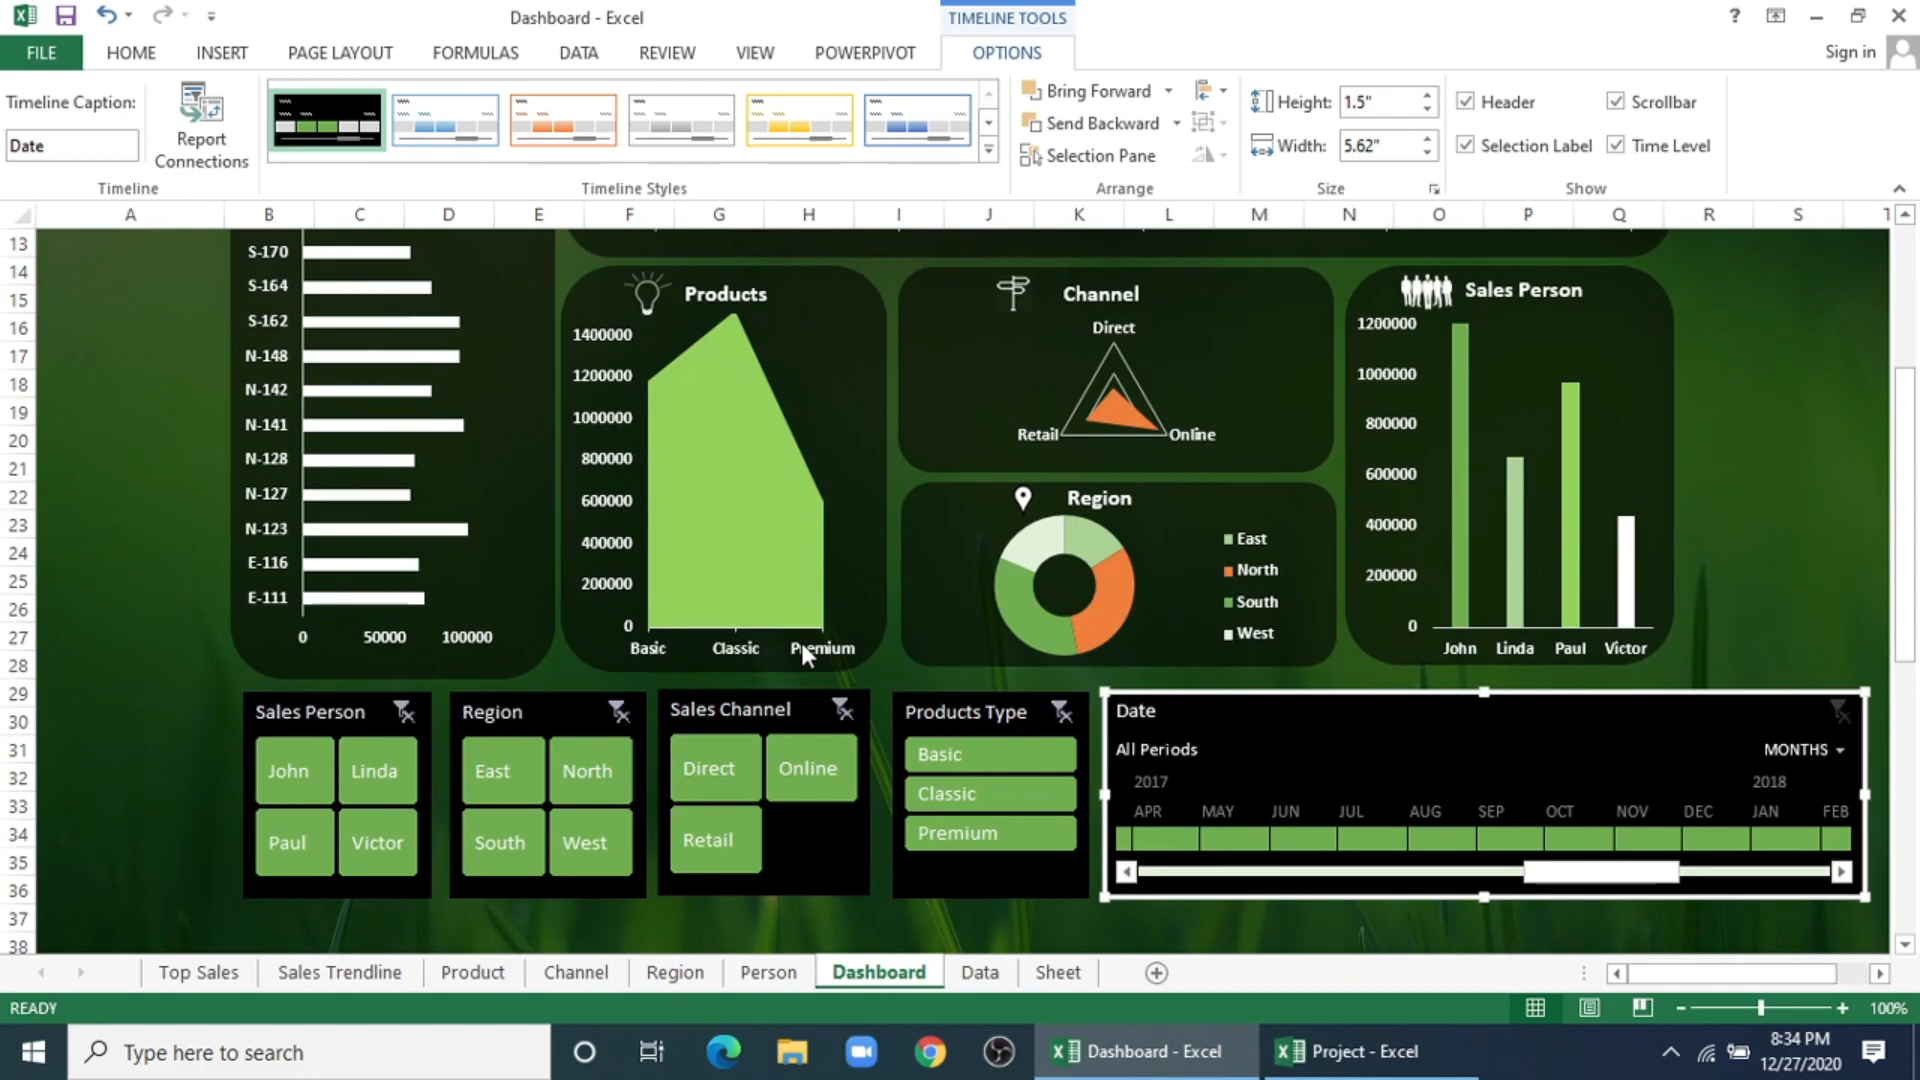 Dashboard - Excel
TIMELINE TOOLS
?
FILE HOME INSERT PAGE LAYOUT FORMULAS DATA REVIEW VIEW POWERPIVOT OPTIONS Sign in
Timeline Caption:
Date
Report
Connections
Timeline
Timeline Styles
Bring Forward
Send Backward
Selection Pane
Arrange
Height: 1.5"
Width: 5.62"
Size
Header
Scrollbar
Selection Label
Time Level
Show
A B C D E F G H I J K L M N O P Q R S
13
14
15
16
17
18
19
20
21
22
23
24
25
26
27
28
29
30
31
32
33
34
35
36
37
38
S-170
S-164
S-162
N-148
N-142
N-141
N-128
N-127
N-123
E-116
E-111
0 50000 100000
Products
1400000
1200000
1000000
800000
600000
400000
200000
0
Basic Classic Premium
Channel
Direct
Retail Online
Region
East
North
South
West
Sales Person
1200000
1000000
800000
600000
400000
200000
0
John Linda Paul Victor
Sales Person
John Linda
Paul Victor
Region
East North
South West
Sales Channel
Direct Online
Retail
Products Type
Basic
Classic
Premium
Date
All Periods MONTHS
2017 2018
APR MAY JUN JUL AUG SEP OCT NOV DEC JAN FEB
Top Sales Sales Trendline Product Channel Region Person Dashboard Data Sheet
READY 100%
Type here to search
Dashboard - Excel
Project - Excel
8:34 PM
12/27/2020